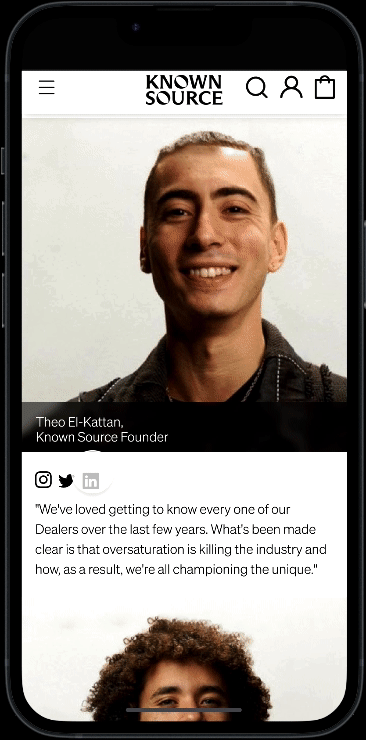 KNOWN
SOURCE
Theo El-Kattan,
Known Source Founder
in
"We've loved getting to know every one of our
Dealers over the last few years. What's been made
clear is that oversaturation is killing the industry and
how, as a result, we're all championing the unique."